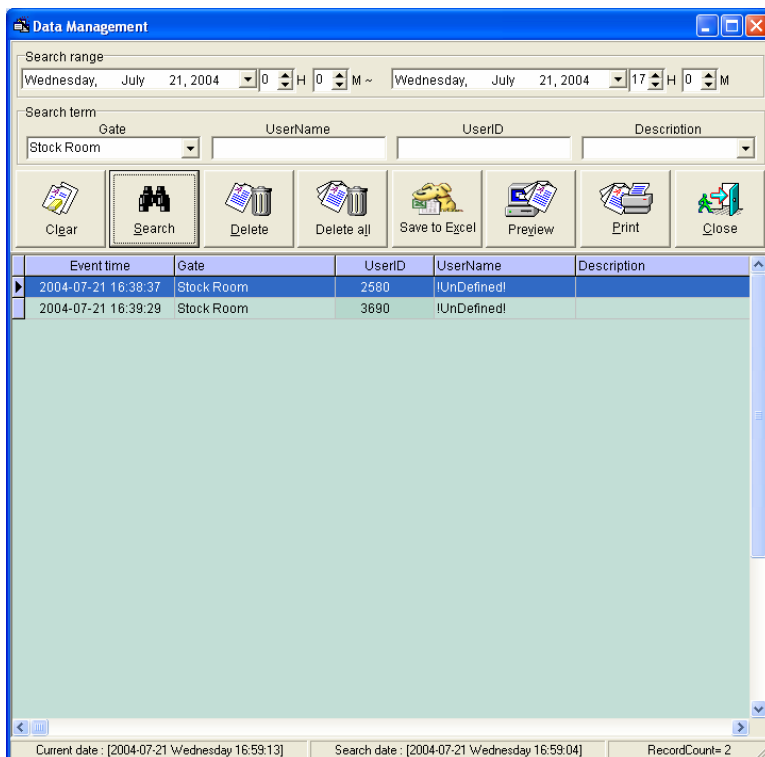 Data Management
Search range
Wednesday, July 21, 2004 0 H 0 M ~ Wednesday, July 21, 2004 17 H 0 M
Search term
Gate UserName UserID Description
Stock Room
Clear Search Delete Delete all Save to Excel Preview Print Close
Event time Gate UserID UserName Description
2004-07-21 16:38:37 Stock Room 2580 !UnDefined!
2004-07-21 16:39:29 Stock Room 3690 !UnDefined!
Current date : [2004-07-21 Wednesday 16:59:13] Search date : [2004-07-21 Wednesday 16:59:04] RecordCount= 2